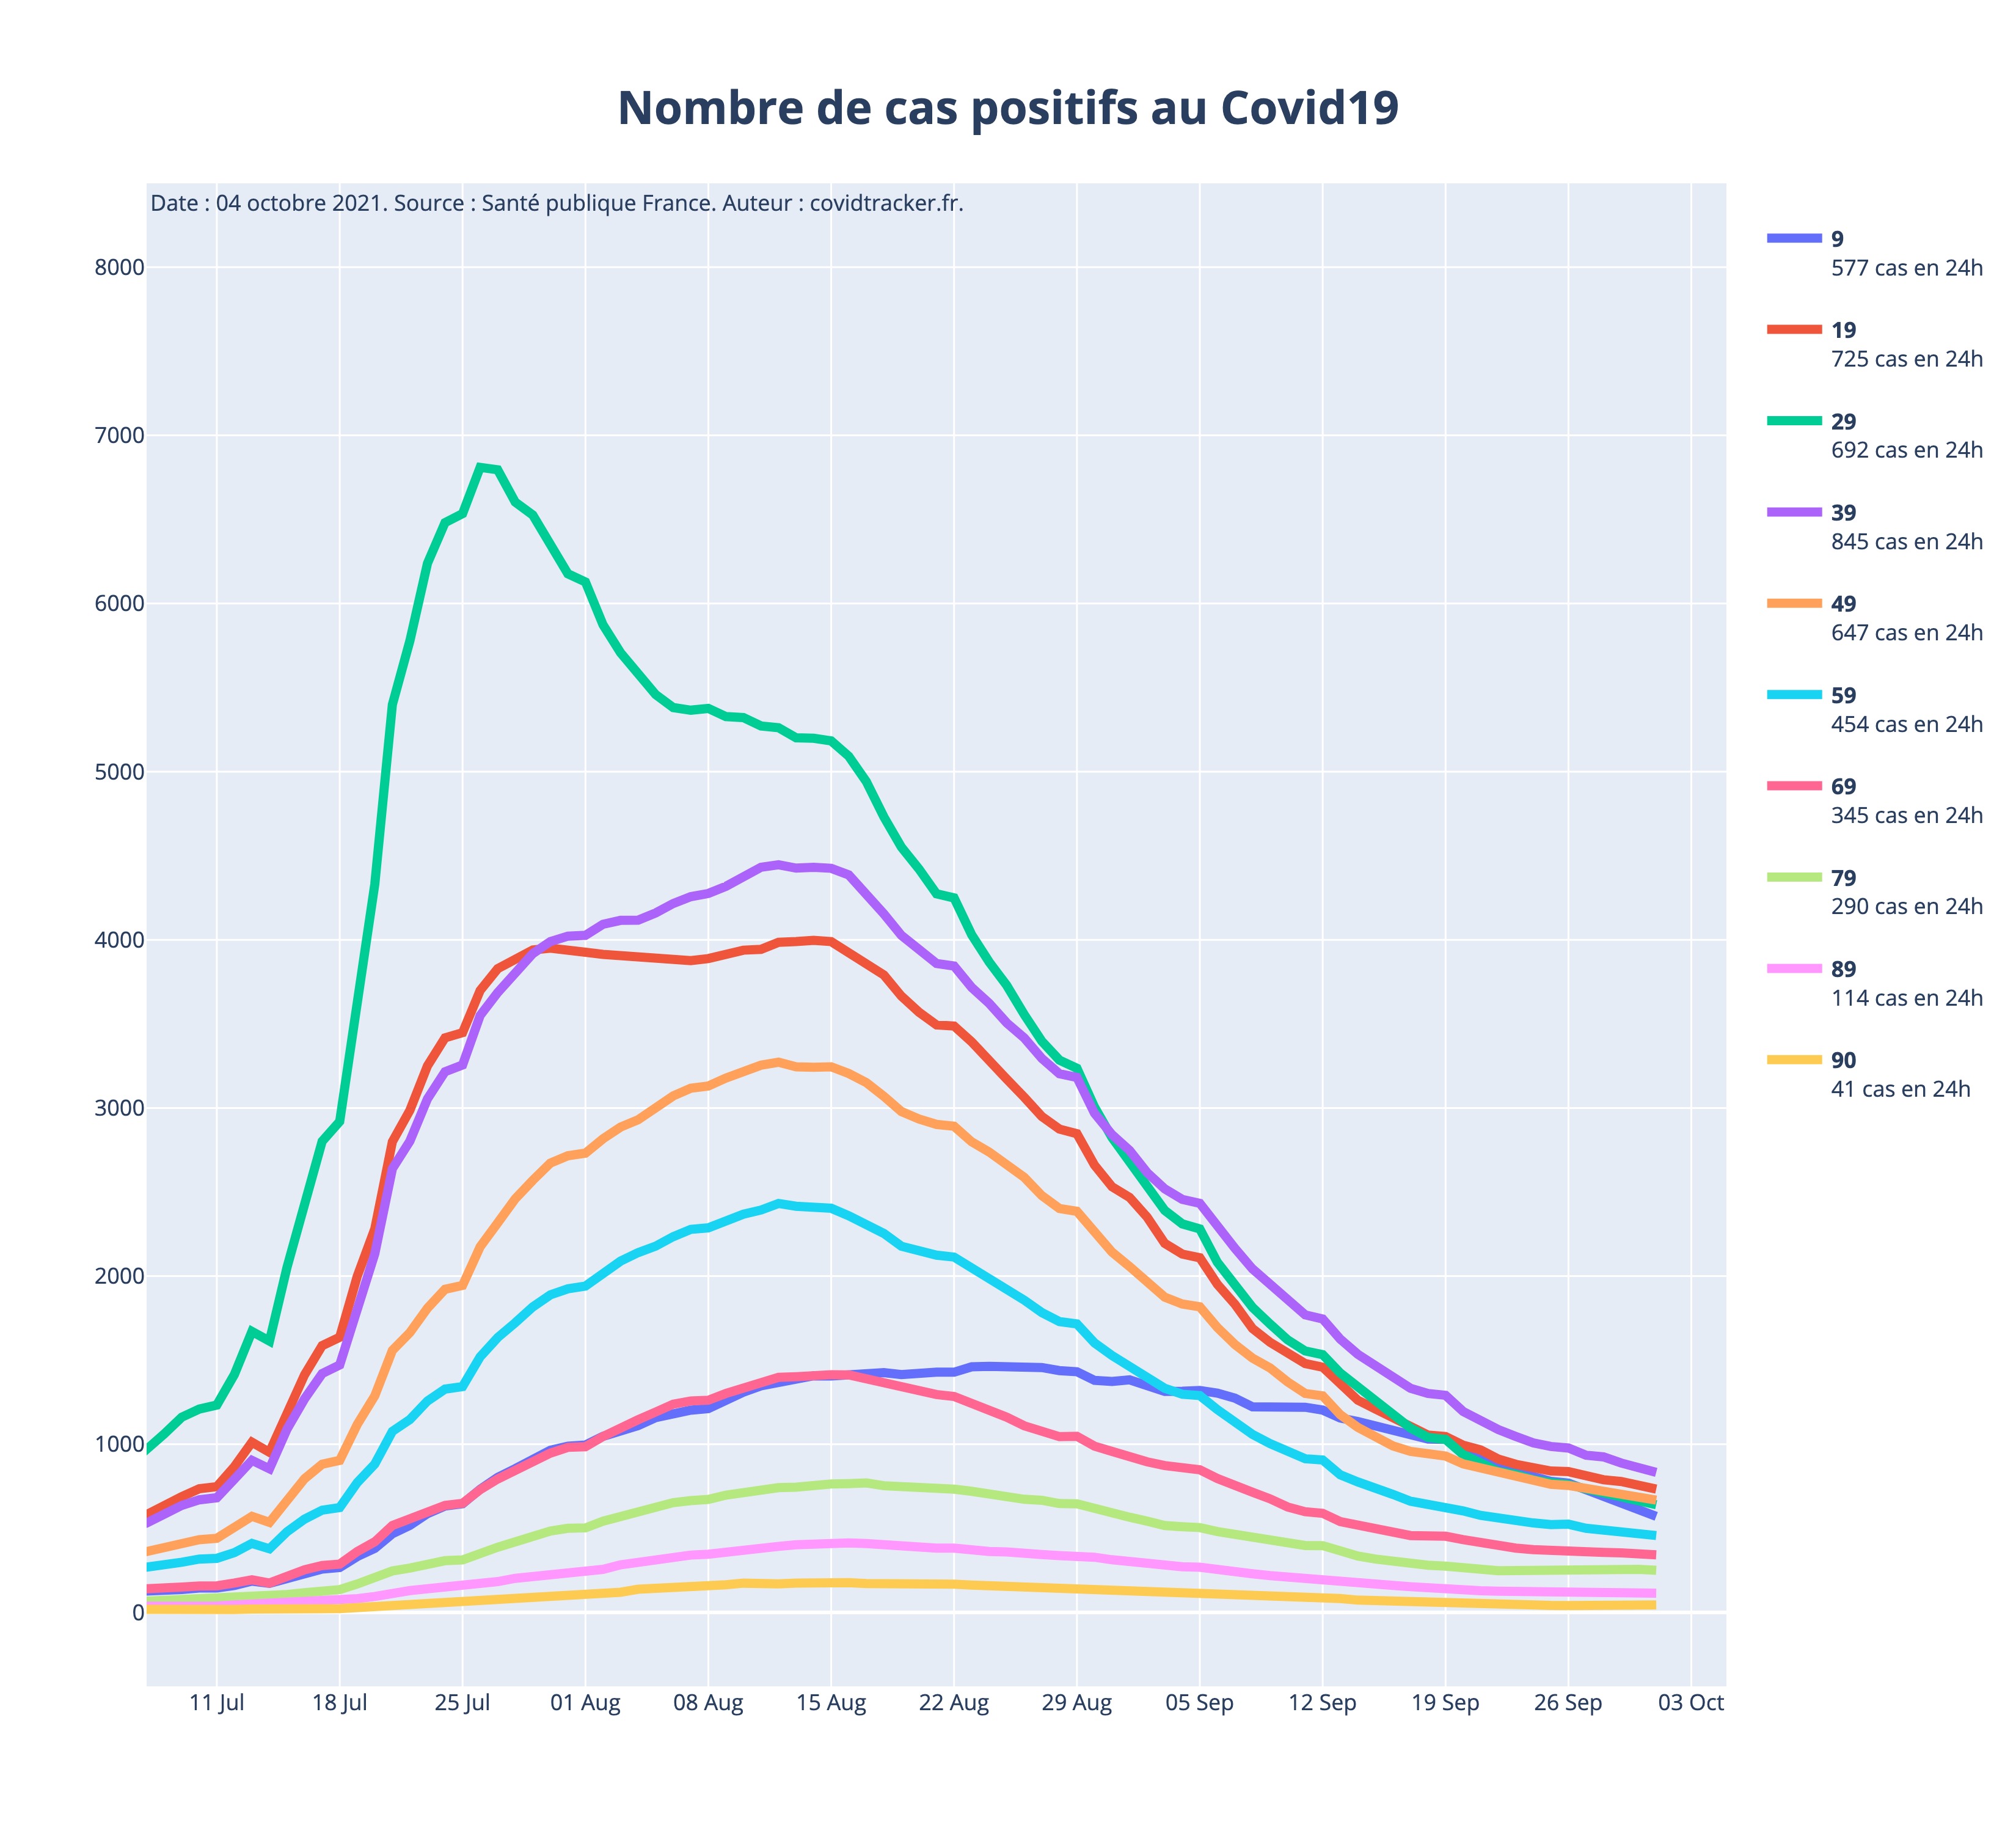 Nombre de cas positifs au Covid19
Date : 04 octobre 2021. Source : Santé publique France. Auteur : covidtracker.fr.
8000
7000
6000
5000
4000
3000
2000
1000
0
11 Jul
18 Jul
25 Jul
01 Aug
08 Aug
15 Aug
22 Aug
29 Aug
05 Sep
12 Sep
19 Sep
26 Sep
03 Oct
9
577 cas en 24h
19
725 cas en 24h
29
692 cas en 24h
39
845 cas en 24h
49
647 cas en 24h
59
454 cas en 24h
69
345 cas en 24h
79
290 cas en 24h
89
114 cas en 24h
90
41 cas en 24h